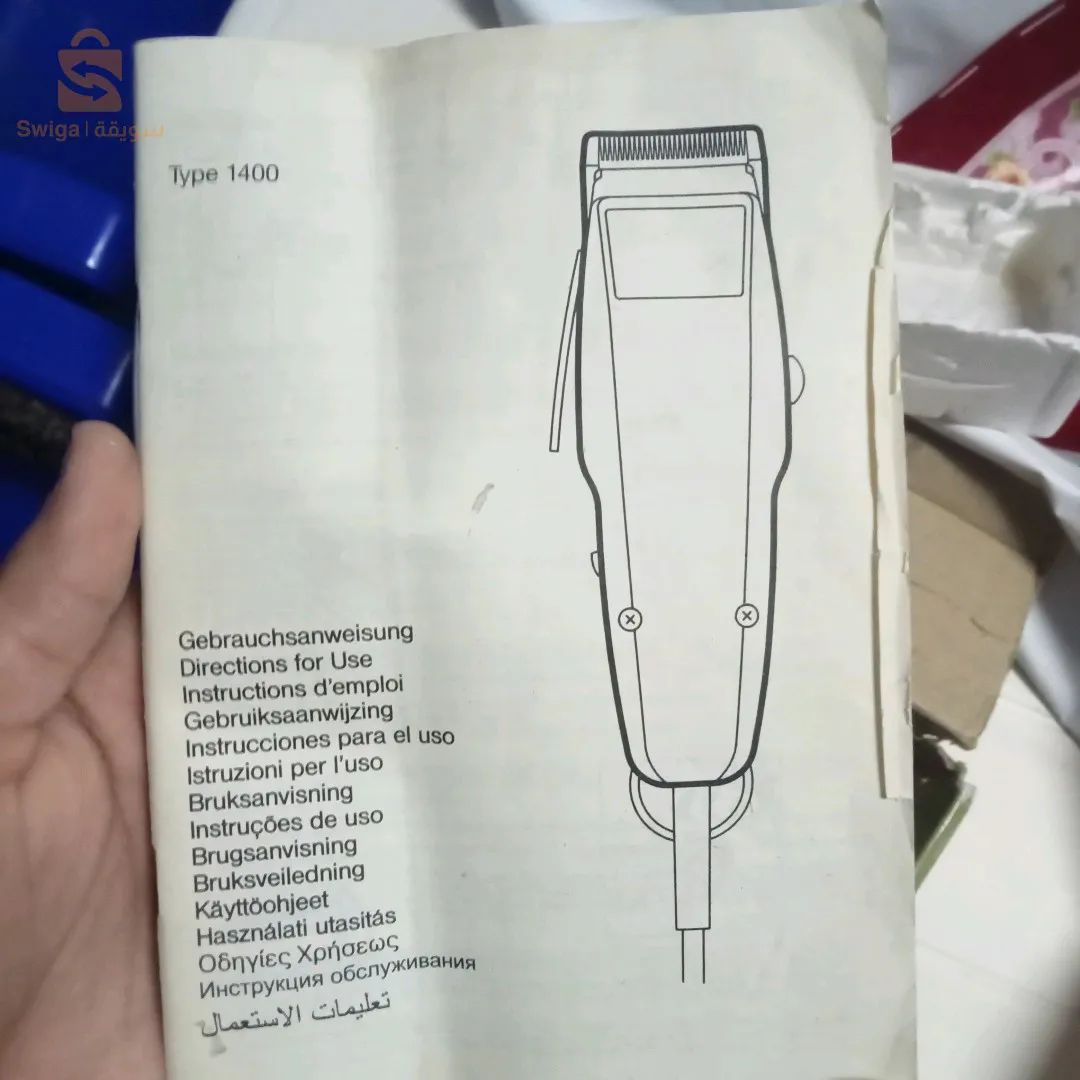 Swiga | سويقة
Type 1400
Gebrauchsanweisung
Directions for Use
Instructions d'emploi
Gebruiksaanwijzing
Instrucciones para el uso
Istruzioni per l'uso
Bruksanvisning
Instruções de uso
Brugsanvisning
Bruksveiledning
Käyttöohjeet
Használati utasitás
Οδηγίες Χρήσεως
Инструкция обслуживания
تعليمات الاستعمال